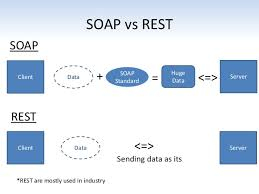 SOAP vs REST
SOAP
Client
Data
+
SOAP
Standard
=
Huge
Data
<=>
Server
REST
Client
Data
<=>
Sending data as its
Server
*REST are mostly used in industry